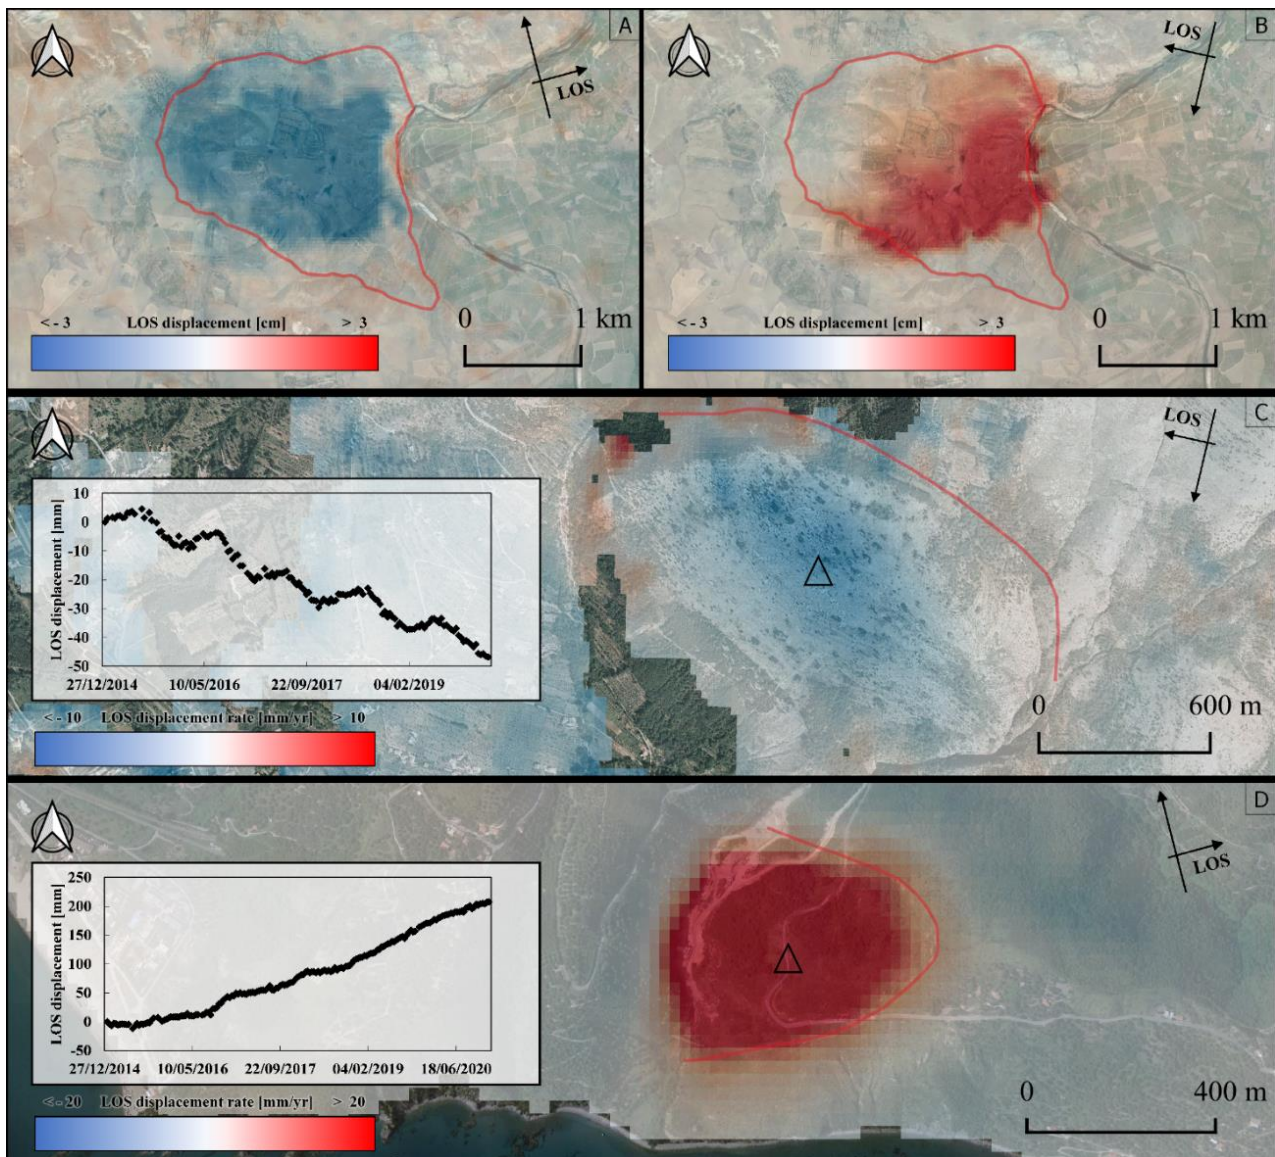 A
LOS
< - 3 LOS displacement [cm] > 3
0 1 km
B
LOS
< - 3 LOS displacement [cm] > 3
0 1 km
C
LOS
10
0
-10
-20
-30
-40
-50
LOS displacement [mm]
27/12/2014 10/05/2016 22/09/2017 04/02/2019
< - 10 LOS displacement rate [mm/yr] > 10
0 600 m
D
LOS
250
200
150
100
50
0
-50
LOS displacement [mm]
27/12/2014 10/05/2016 22/09/2017 04/02/2019 18/06/2020
< - 20 LOS displacement rate [mm/yr] > 20
0 400 m